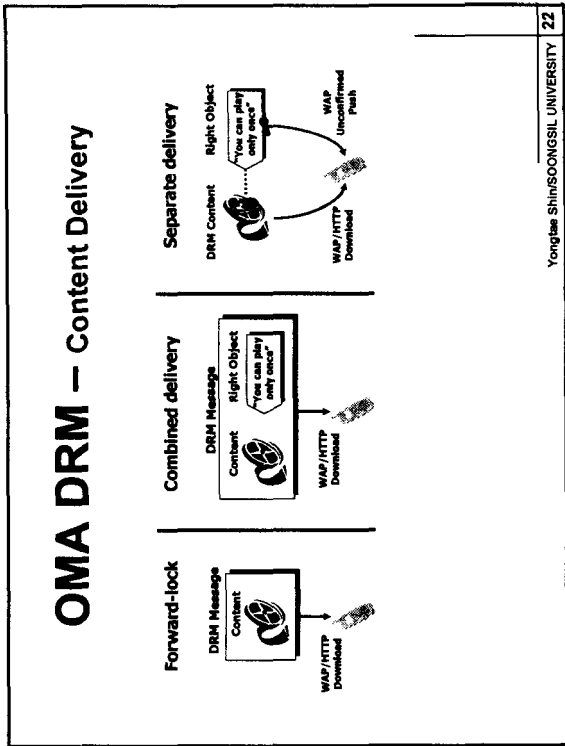 OMA DRM – Content Delivery
Forward-lock
DRM Message
Content
WAP/HTTP
Download
Combined delivery
DRM Message
Content
Right Object
"You can play
only once"
WAP/HTTP
Download
Separate delivery
DRM Content
Right Object
"You can play
only once"
WAP/HTTP
Download
WAP
Unconfirmed
Push
Yongtae Shin/SOONGSIL UNIVERSITY
22